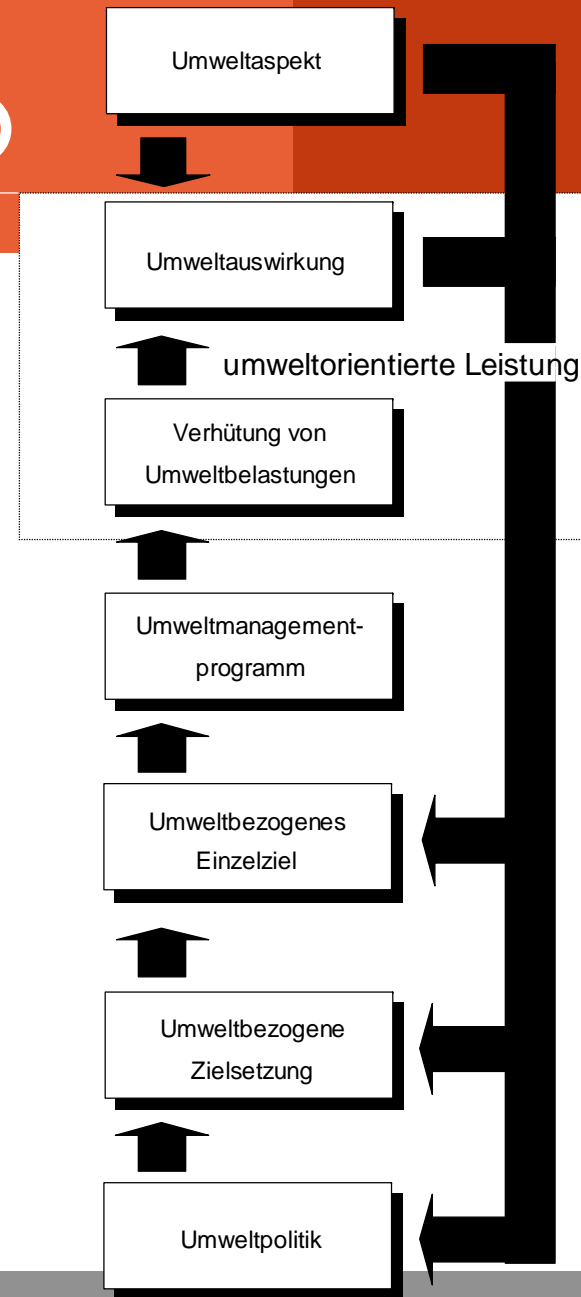 Umweltaspekt
Umweltauswirkung
umweltorientierte Leistung
Verhütung von
Umweltbelastungen
Umweltmanagement-
programm
Umweltbezogenes
Einzelziel
Umweltbezogene
Zielsetzung
Umweltpolitik